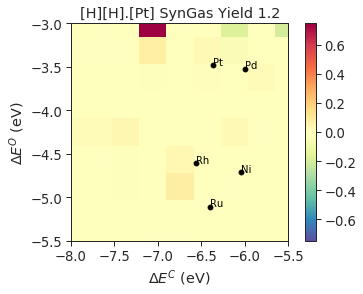 [H][H].[Pt] SynGas Yield 1.2
−3.0
−3.5
−4.0
−4.5
−5.0
−5.5
ΔE^O (eV)
Pt
Pd
Rh
Ni
Ru
−8.0 −7.5 −7.0 −6.5 −6.0 −5.5
ΔE^C (eV)
0.6
0.4
0.2
0.0
−0.2
−0.4
−0.6